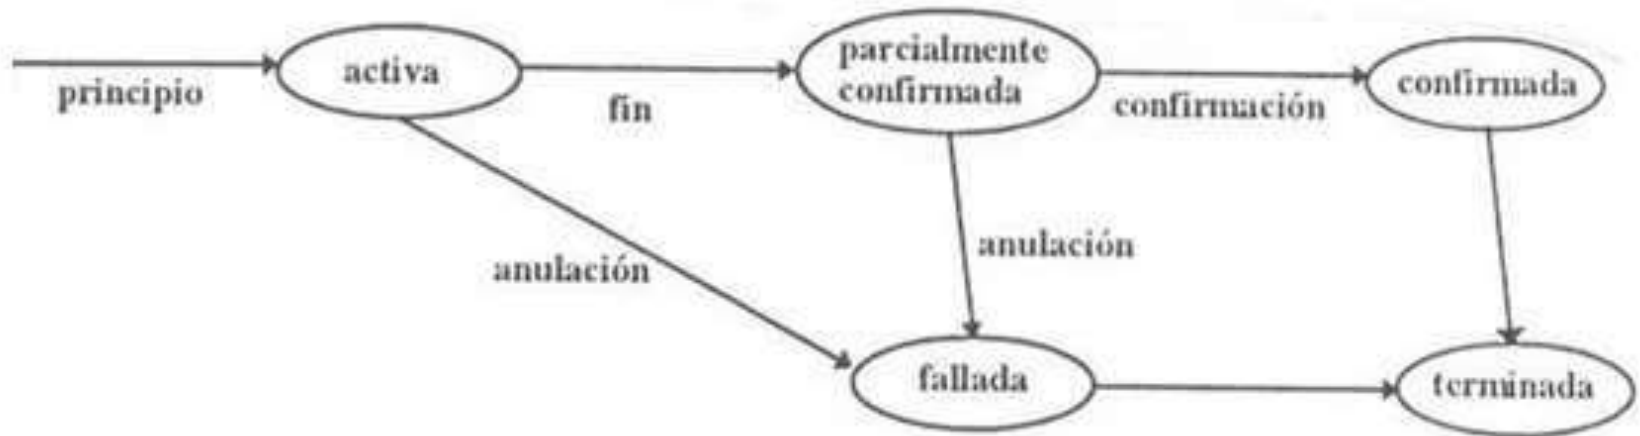 principio
activa
fin
parcialmente
confirmada
confirmación
confirmada
anulación
anulación
fallada
terminada